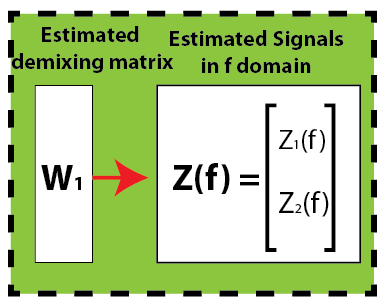 Estimated
demixing matrix
Estimated Signals
in f domain
W1
Z(f) =
Z1(f)
Z2(f)